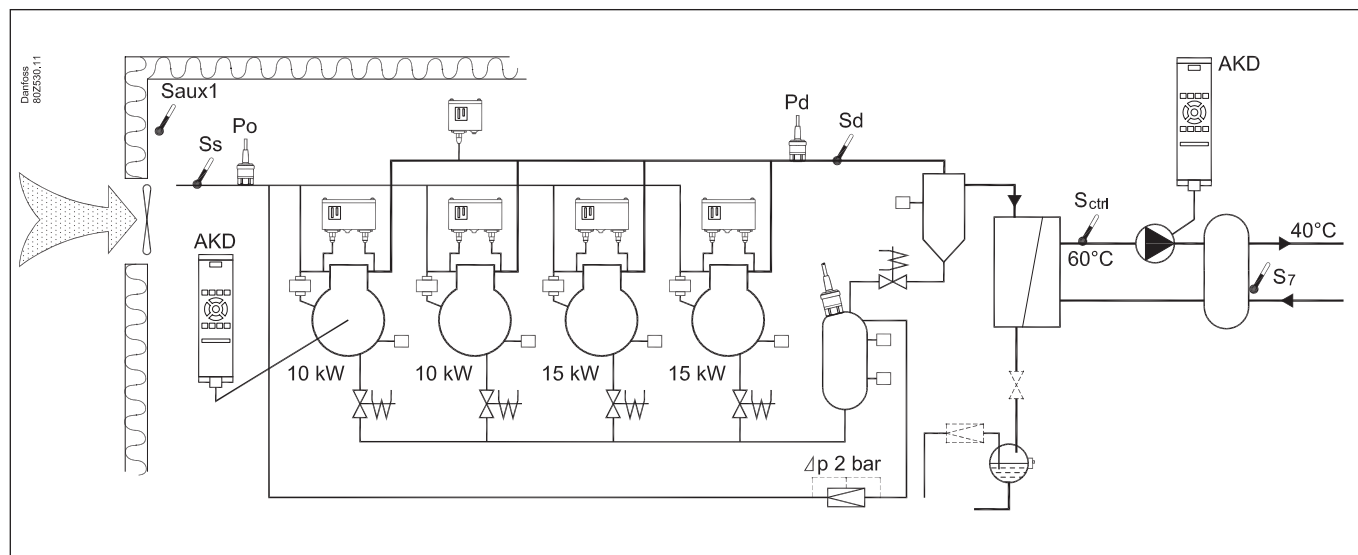 Danfoss
80Z530.11
Saux1
Ss
Po
Pd
Sd
AKD
AKD
Sctrl
60°C
40°C
S7
10 kW
10 kW
15 kW
15 kW
Δp 2 bar